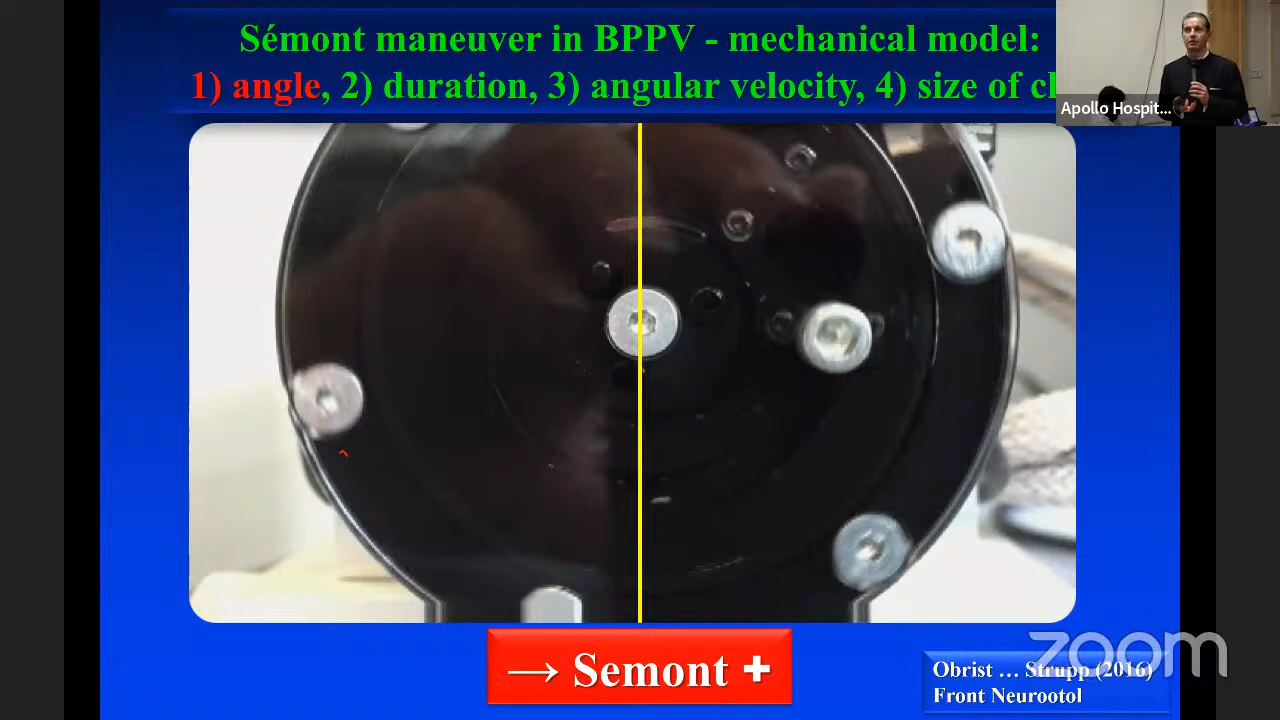 Sémont maneuver in BPPV - mechanical model:
1) angle, 2) duration, 3) angular velocity, 4) size of cl
Apollo Hospit...
→ Semont +
zoom
Obrist ... Strupp (2016)
Front Neurootol